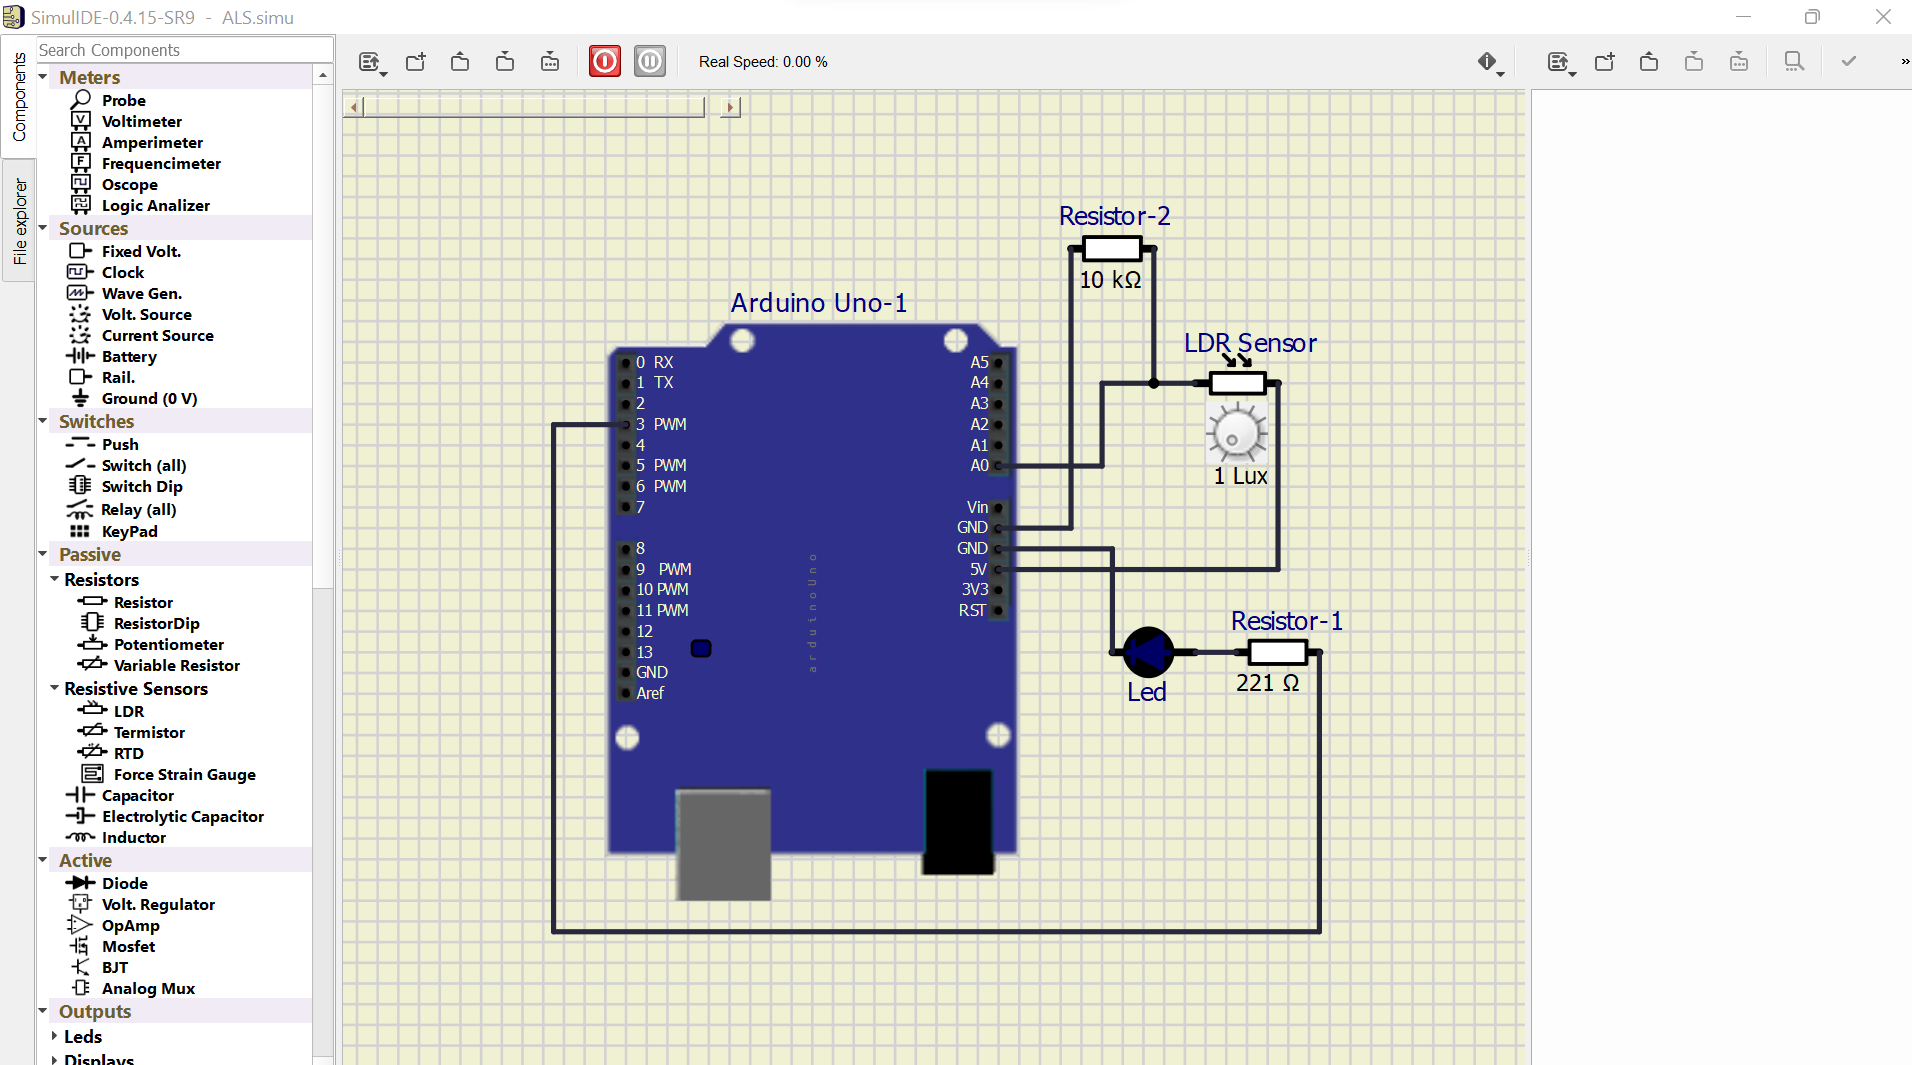 SimulIDE-0.4.15-SR9 - ALS.simu
Components
File explorer
Search Components
Meters
Probe
Voltimeter
Amperimeter
Frequencimeter
Oscope
Logic Analizer
Sources
Fixed Volt.
Clock
Wave Gen.
Volt. Source
Current Source
Battery
Rail.
Ground (0 V)
Switches
Push
Switch (all)
Switch Dip
Relay (all)
KeyPad
Passive
Resistors
Resistor
ResistorDip
Potentiometer
Variable Resistor
Resistive Sensors
LDR
Termistor
RTD
Force Strain Gauge
Capacitor
Electrolytic Capacitor
Inductor
Active
Diode
Volt. Regulator
OpAmp
Mosfet
BJT
Analog Mux
Outputs
Leds
Displays
Real Speed: 0.00 %
»
Resistor-2
10 kΩ
Arduino Uno-1
LDR Sensor
1 Lux
0 RX
1 TX
2
3 PWM
4
5 PWM
6 PWM
7
8
9 PWM
10 PWM
11 PWM
12
13
GND
Aref
arduinoUno
A5
A4
A3
A2
A1
A0
Vin
GND
GND
5V
3V3
RST
Resistor-1
221 Ω
Led